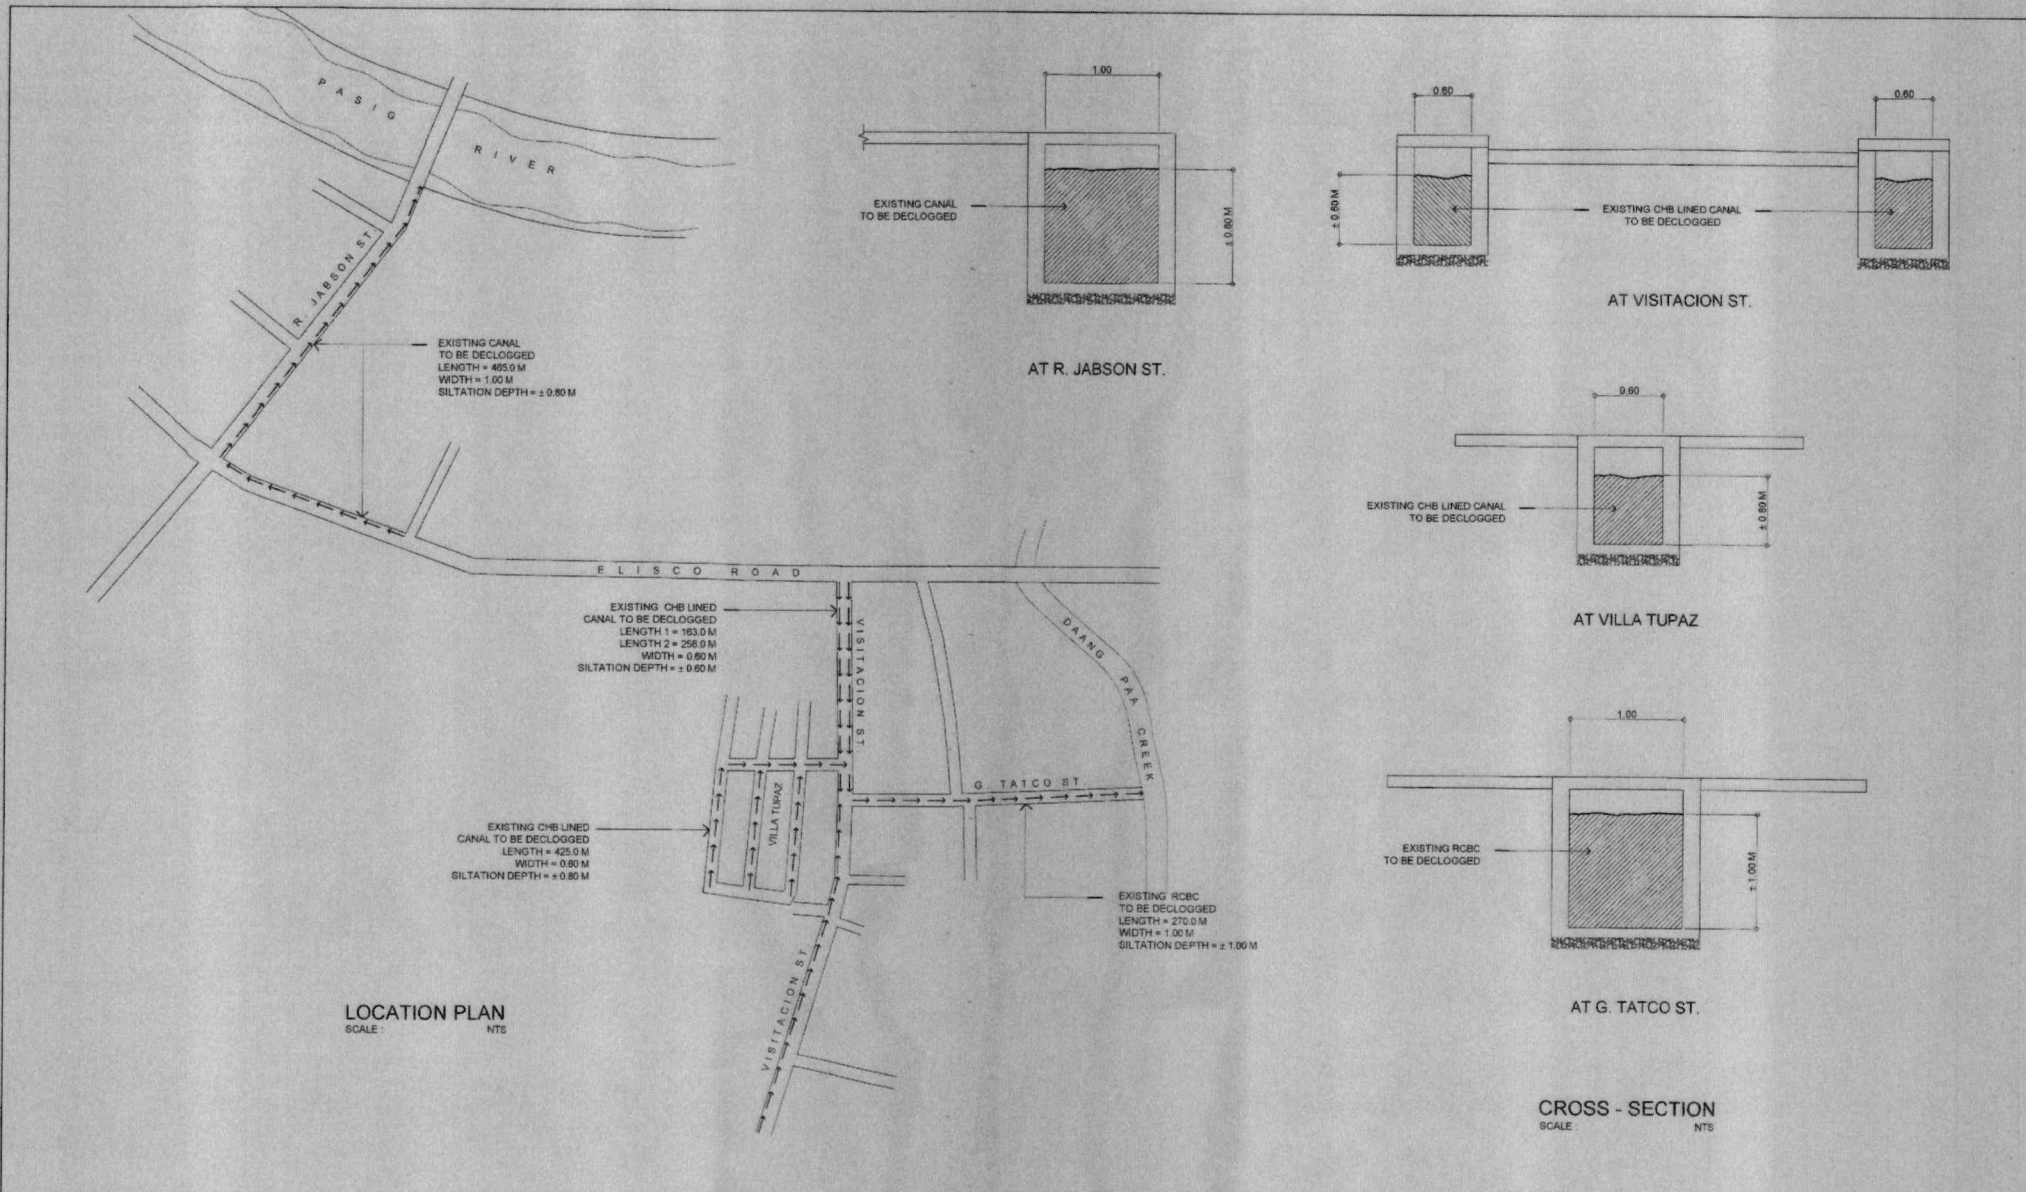 PASIG
RIVER
R. JABSON ST.
EXISTING CANAL
TO BE DECLOGGED
LENGTH = 465.0 M
WIDTH = 1.00 M
SILTATION DEPTH = ± 0.80 M
ELISCO ROAD
EXISTING CHB LINED
CANAL TO BE DECLOGGED
LENGTH 1 = 163.0 M
LENGTH 2 = 258.0 M
WIDTH = 0.60 M
SILTATION DEPTH = ± 0.60 M
VISITACION ST.
DAANG PAA CREEK
G. TATCO ST.
VILLA TUPAZ
EXISTING CHB LINED
CANAL TO BE DECLOGGED
LENGTH = 425.0 M
WIDTH = 0.60 M
SILTATION DEPTH = ± 0.80 M
EXISTING RCBC
TO BE DECLOGGED
LENGTH = 270.0 M
WIDTH = 1.00 M
SILTATION DEPTH = ± 1.00 M
VISITACION ST
LOCATION PLAN
SCALE : NTS
1.00
EXISTING CANAL
TO BE DECLOGGED
± 0.80 M
AT R. JABSON ST.
0.60
0.60
± 0.60 M
EXISTING CHB LINED CANAL
TO BE DECLOGGED
AT VISITACION ST.
0.60
EXISTING CHB LINED CANAL
TO BE DECLOGGED
± 0.80 M
AT VILLA TUPAZ
1.00
EXISTING RCBC
TO BE DECLOGGED
± 1.00 M
AT G. TATCO ST.
CROSS - SECTION
SCALE : NTS